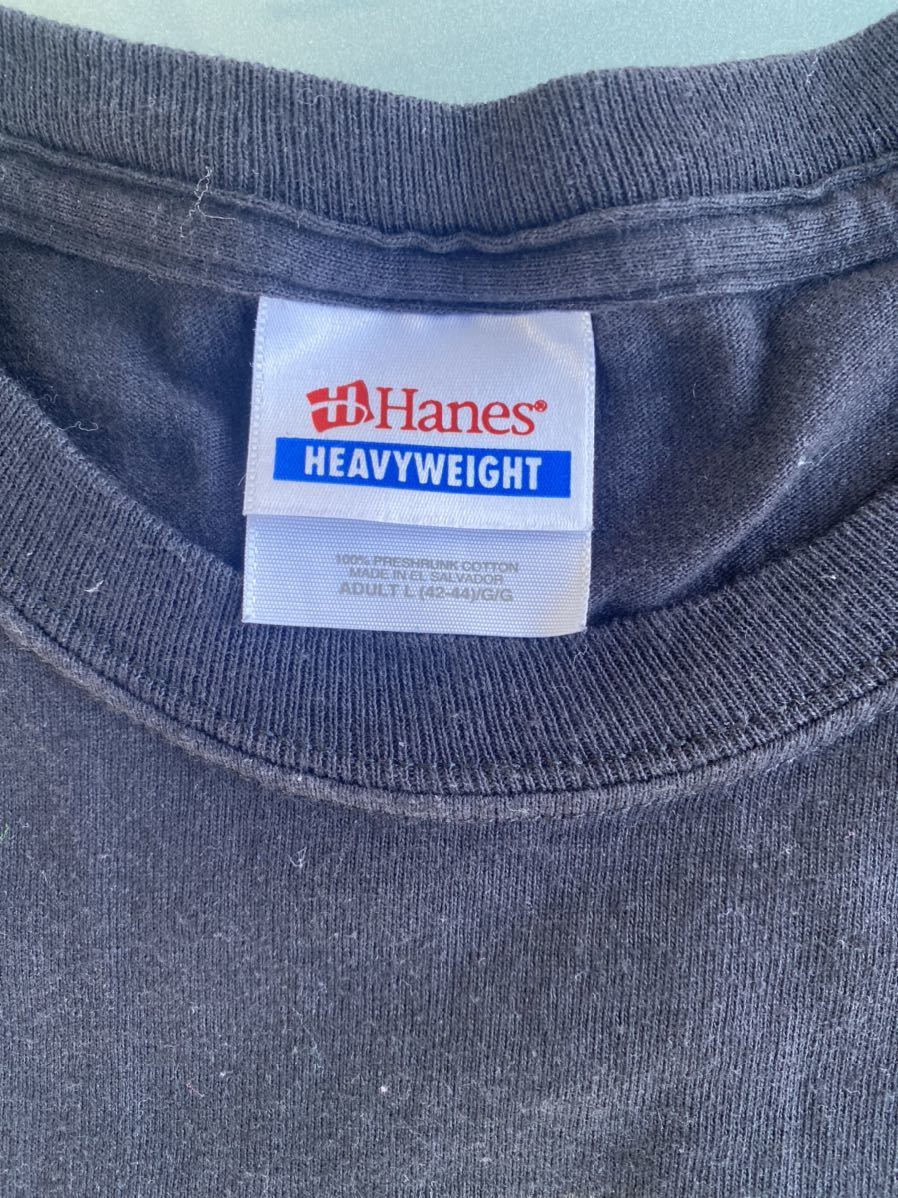 Hanes®
HEAVYWEIGHT
100% PRESHRUNK COTTON
MADE IN EL SALVADOR
ADULT L (42-44)/G/G